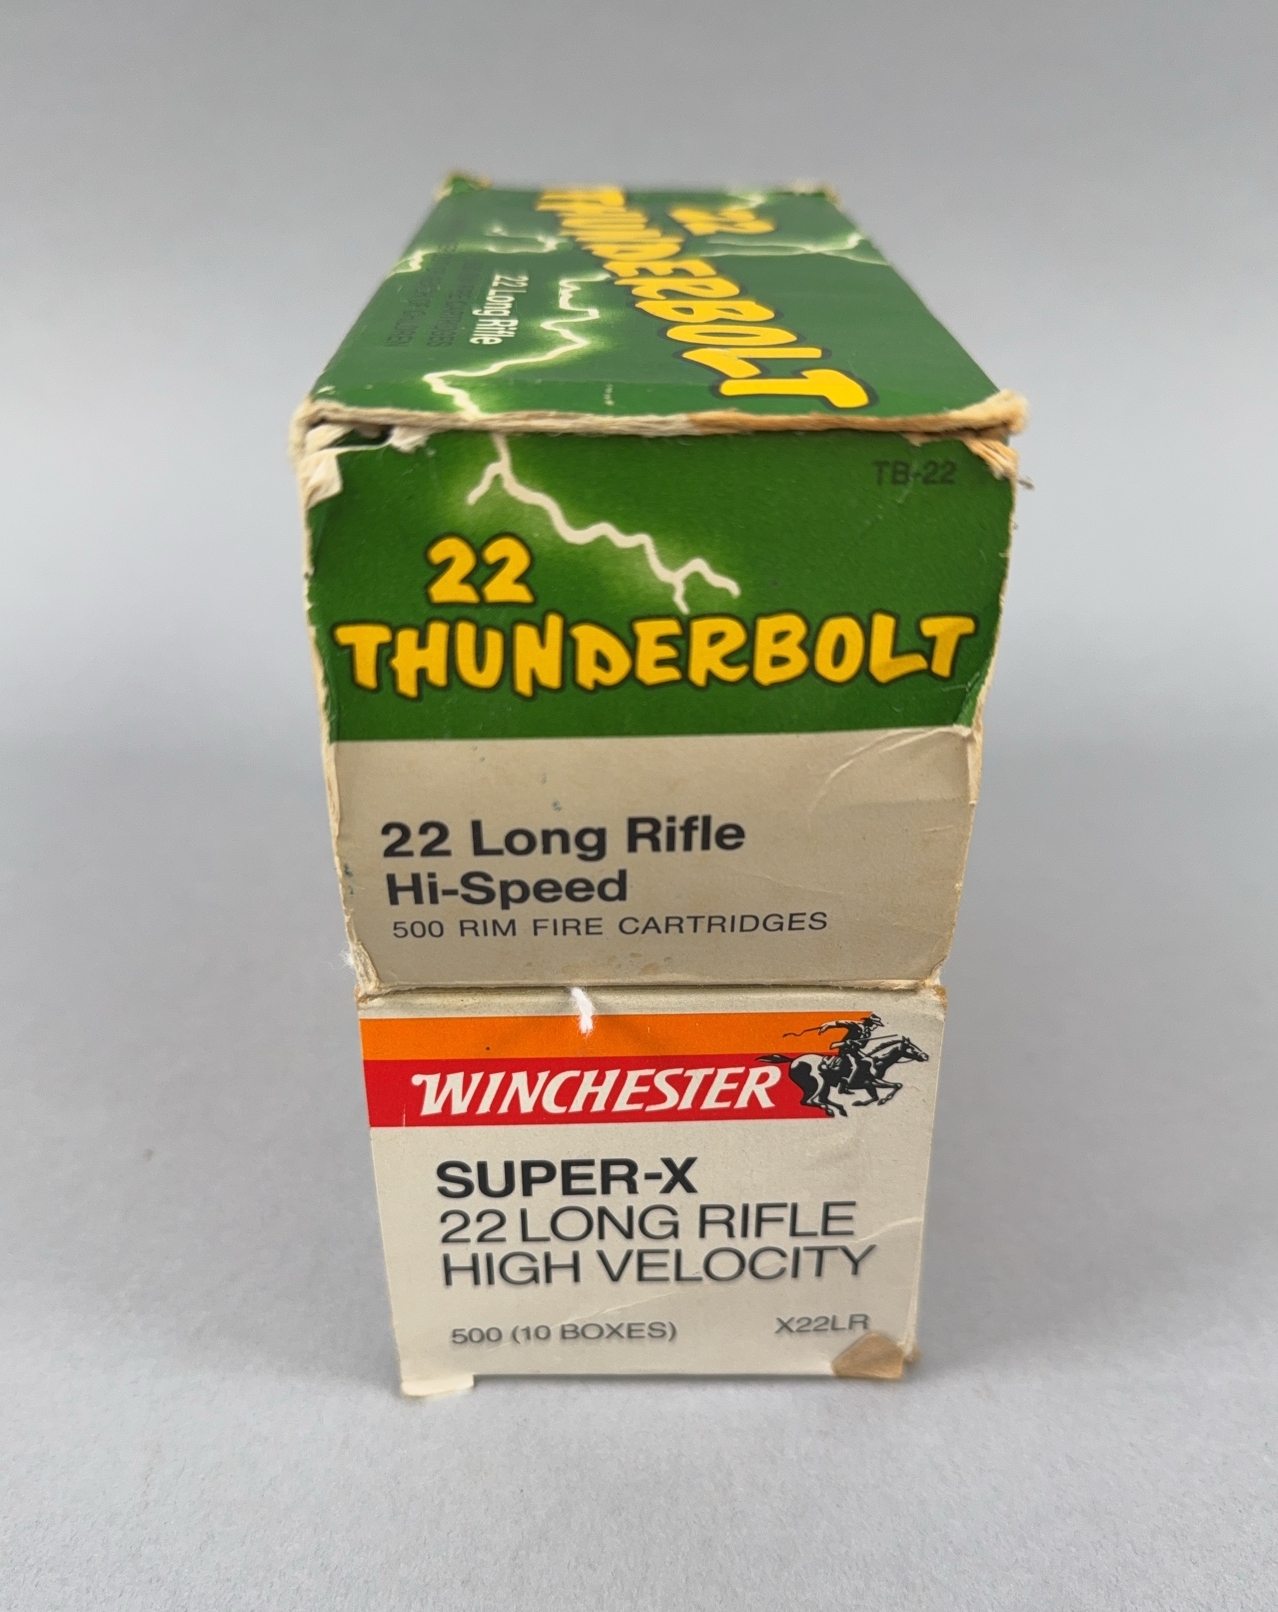 22
THUNDERBOLT
22 Long Rifle
TB-22
22
THUNDERBOLT
22 Long Rifle
Hi-Speed
500 RIM FIRE CARTRIDGES
WINCHESTER
SUPER-X
22 LONG RIFLE
HIGH VELOCITY
500 (10 BOXES) X22LR